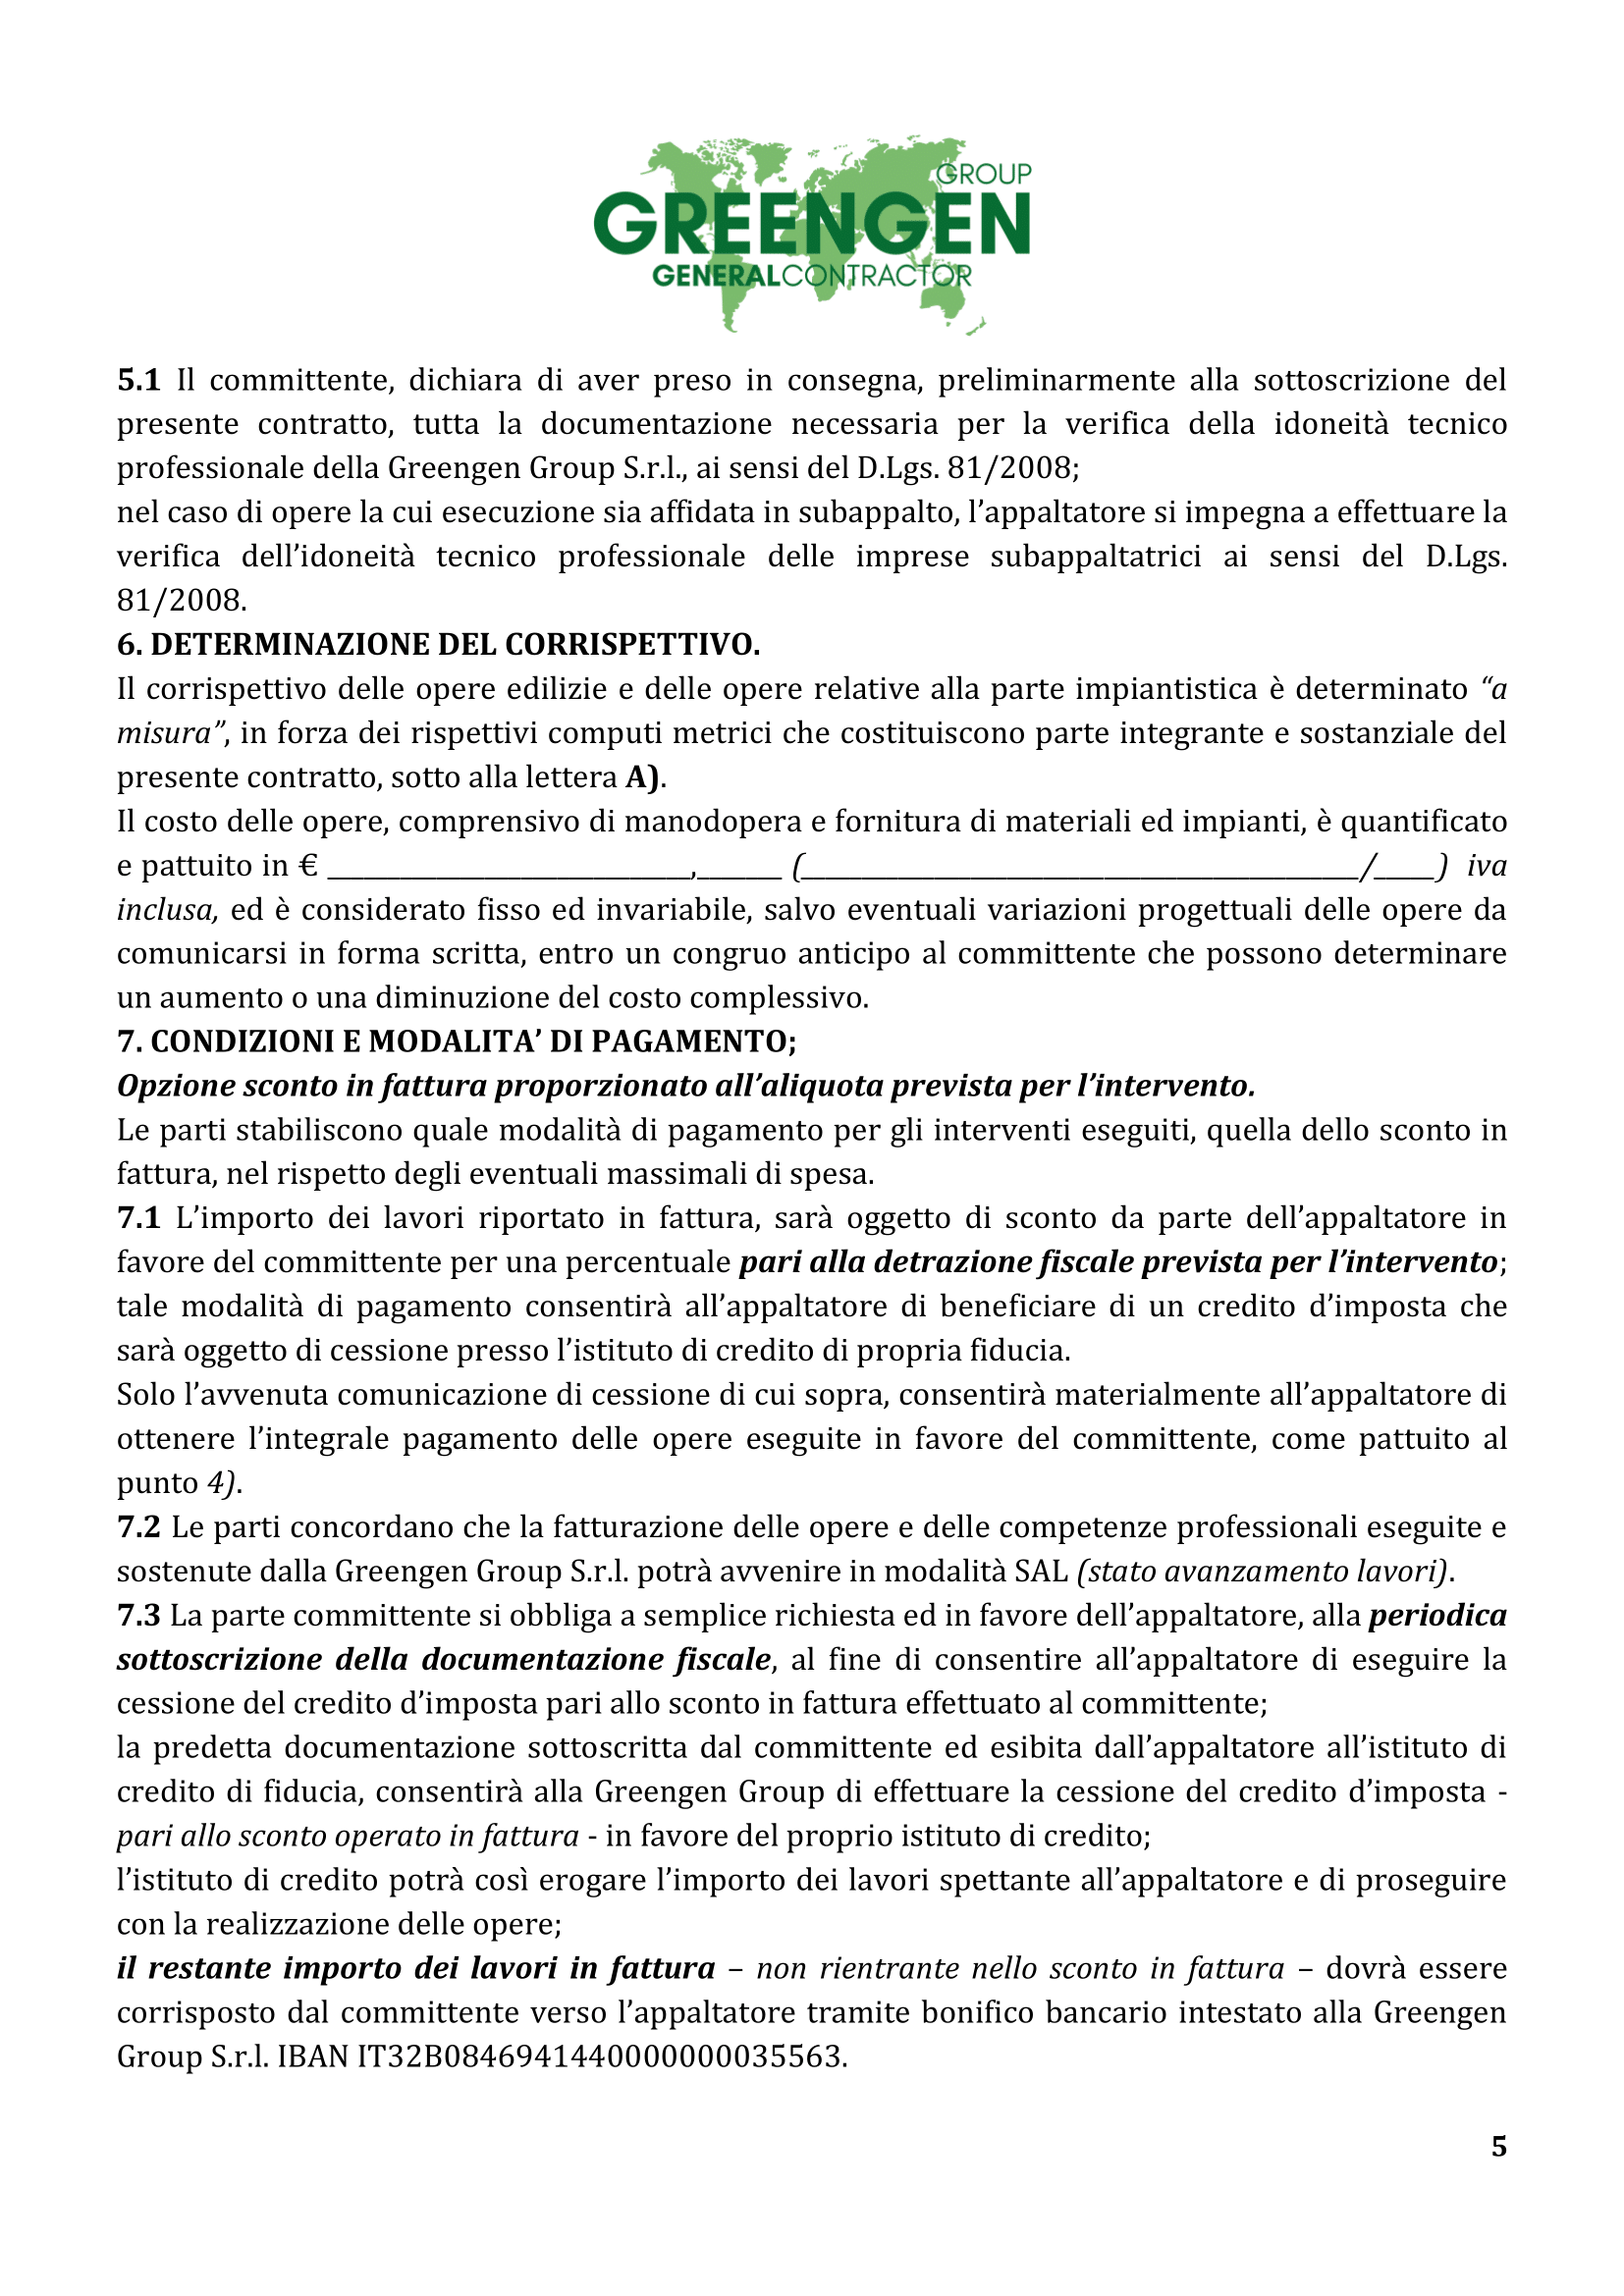 GROUP
GREENGEN
GENERALCONTRACTOR
5.1 Il committente, dichiara di aver preso in consegna, preliminarmente alla sottoscrizione del
presente contratto, tutta la documentazione necessaria per la verifica della idoneità tecnico
professionale della Greengen Group S.r.l., ai sensi del D.Lgs. 81/2008;
nel caso di opere la cui esecuzione sia affidata in subappalto, l’appaltatore si impegna a effettuare la
verifica dell’idoneità tecnico professionale delle imprese subappaltatrici ai sensi del D.Lgs.
81/2008.
6. DETERMINAZIONE DEL CORRISPETTIVO.
Il corrispettivo delle opere edilizie e delle opere relative alla parte impiantistica è determinato “a
misura”, in forza dei rispettivi computi metrici che costituiscono parte integrante e sostanziale del
presente contratto, sotto alla lettera A).
Il costo delle opere, comprensivo di manodopera e fornitura di materiali ed impianti, è quantificato
e pattuito in € ______________________________,_______ (______________________________________________/_____) iva
inclusa, ed è considerato fisso ed invariabile, salvo eventuali variazioni progettuali delle opere da
comunicarsi in forma scritta, entro un congruo anticipo al committente che possono determinare
un aumento o una diminuzione del costo complessivo.
7. CONDIZIONI E MODALITA’ DI PAGAMENTO;
Opzione sconto in fattura proporzionato all’aliquota prevista per l’intervento.
Le parti stabiliscono quale modalità di pagamento per gli interventi eseguiti, quella dello sconto in
fattura, nel rispetto degli eventuali massimali di spesa.
7.1 L’importo dei lavori riportato in fattura, sarà oggetto di sconto da parte dell’appaltatore in
favore del committente per una percentuale pari alla detrazione fiscale prevista per l’intervento;
tale modalità di pagamento consentirà all’appaltatore di beneficiare di un credito d’imposta che
sarà oggetto di cessione presso l’istituto di credito di propria fiducia.
Solo l’avvenuta comunicazione di cessione di cui sopra, consentirà materialmente all’appaltatore di
ottenere l’integrale pagamento delle opere eseguite in favore del committente, come pattuito al
punto 4).
7.2 Le parti concordano che la fatturazione delle opere e delle competenze professionali eseguite e
sostenute dalla Greengen Group S.r.l. potrà avvenire in modalità SAL (stato avanzamento lavori).
7.3 La parte committente si obbliga a semplice richiesta ed in favore dell’appaltatore, alla periodica
sottoscrizione della documentazione fiscale, al fine di consentire all’appaltatore di eseguire la
cessione del credito d’imposta pari allo sconto in fattura effettuato al committente;
la predetta documentazione sottoscritta dal committente ed esibita dall’appaltatore all’istituto di
credito di fiducia, consentirà alla Greengen Group di effettuare la cessione del credito d’imposta -
pari allo sconto operato in fattura - in favore del proprio istituto di credito;
l’istituto di credito potrà così erogare l’importo dei lavori spettante all’appaltatore e di proseguire
con la realizzazione delle opere;
il restante importo dei lavori in fattura – non rientrante nello sconto in fattura – dovrà essere
corrisposto dal committente verso l’appaltatore tramite bonifico bancario intestato alla Greengen
Group S.r.l. IBAN IT32B0846941440000000035563.
5